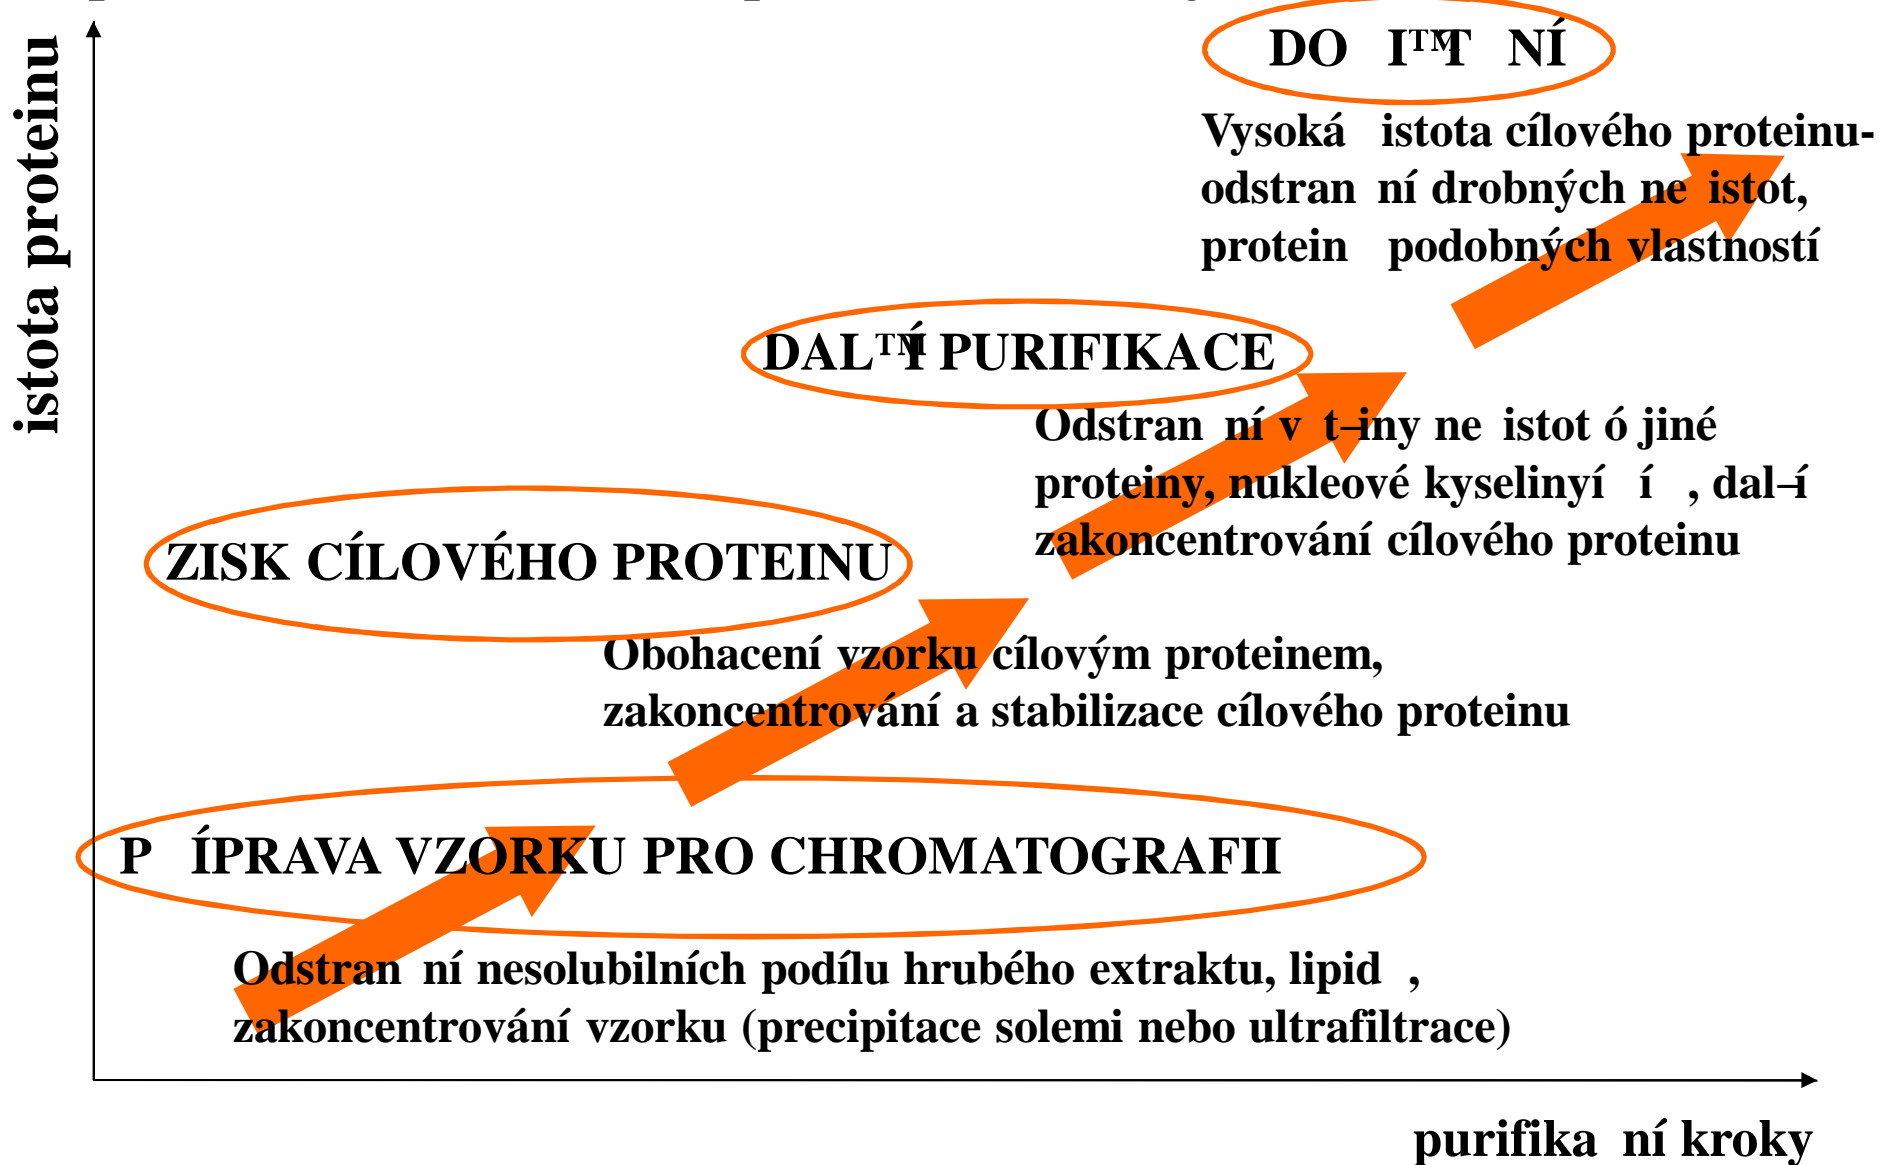 DO I™T NÍ
Vysoká istota cílového proteinu-
odstran ní drobných ne istot,
protein podobných vlastností
istota proteinu
DAL™Í PURIFIKACE
Odstran ní v t–iny ne istot ó jiné
proteiny, nukleové kyselinyí í , dal–í
zakoncentrování cílového proteinu
ZISK CÍLOVÉHO PROTEINU
Obohacení vzorku cílovým proteinem,
zakoncentrování a stabilizace cílového proteinu
P ÍPRAVA VZORKU PRO CHROMATOGRAFII
Odstran ní nesolubilních podílu hrubého extraktu, lipid ,
zakoncentrování vzorku (precipitace solemi nebo ultrafiltrace)
purifika ní kroky